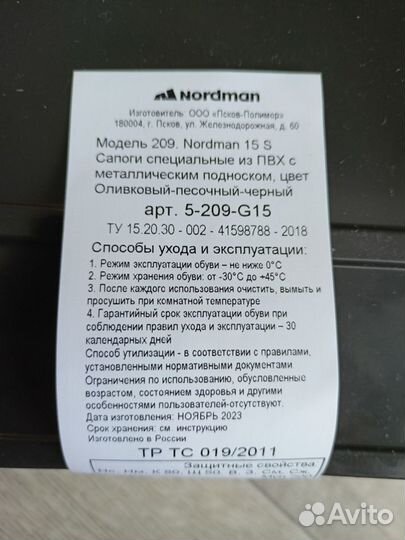 Nordman
Изготовитель: ООО «Псков-Полимер»
180004, г. Псков, ул. Железнодорожная, д. 60
Модель 209. Nordman 15 S
Сапоги специальные из ПВХ с
металлическим подноском, цвет
Оливковый-песочный-черный
арт. 5-209-G15
ТУ 15.20.30 - 002 - 41598788 - 2018
Способы ухода и эксплуатации:
1. Режим эксплуатации обуви – не ниже 0°С
2. Режим хранения обуви: от -30°С до +45°С
3. После каждого использования очистить, вымыть и
просушить при комнатной температуре
4. Гарантийный срок эксплуатации обуви при
соблюдении правил ухода и эксплуатации – 30
календарных дней
Способ утилизации - в соответствии с правилами,
установленными нормативными документами
Ограничения по использованию, обусловленные
возрастом, состоянием здоровья и другими
особенностями пользователей-отсутствуют.
Дата изготовления: НОЯБРЬ 2023
Срок хранения: см. инструкцию
Изготовлено в России
ТР ТС 019/2011
Защитные свойства
К 80, Щ 50, В, З, См, Сж,
Avito